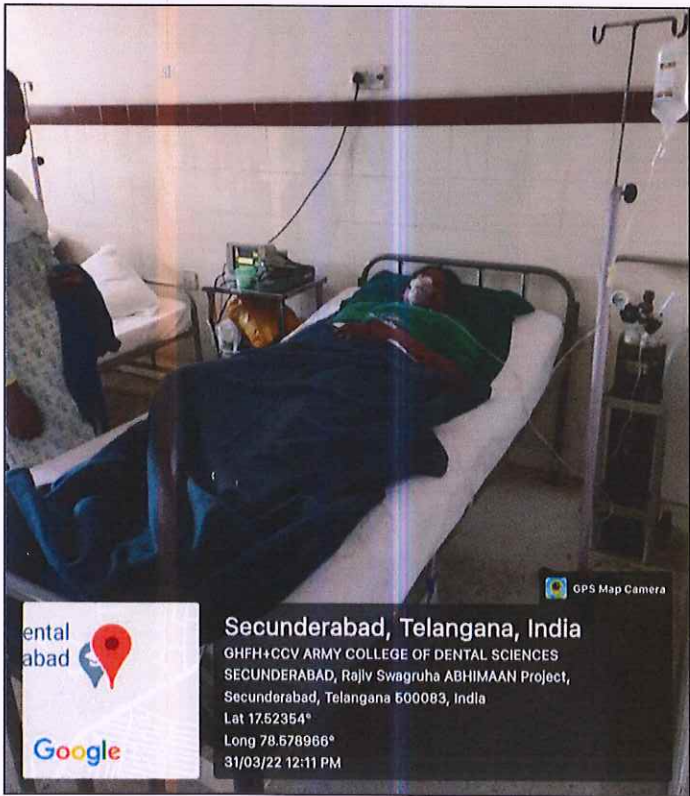 GPS Map Camera
ental
abad
Google
Secunderabad, Telangana, India
GHFH+CCV ARMY COLLEGE OF DENTAL SCIENCES
SECUNDERABAD, Rajiv Swagruha ABHIMAAN Project,
Secunderabad, Telangana 500083, India
Lat 17.52354°
Long 78.578966°
31/03/22 12:11 PM